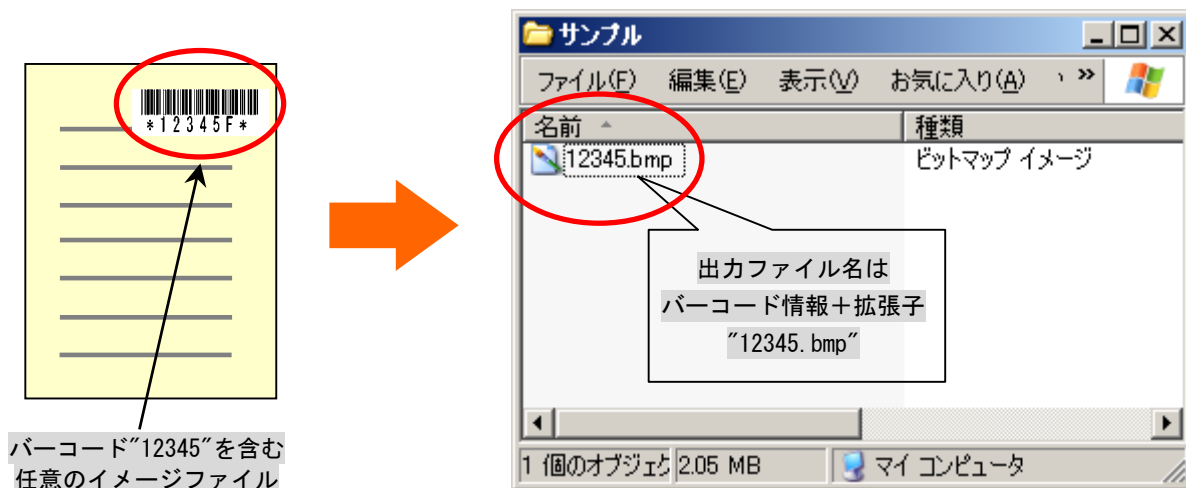 *12345F*
バーコード"12345"を含む
任意のイメージファイル
サンプル
ファイル(F) 編集(E) 表示(V) お気に入り(A) »
名前 種類
12345.bmp ビットマップ イメージ
出力ファイル名は
バーコード情報＋拡張子
"12345.bmp"
1 個のオブジェク 2.05 MB マイ コンピュータ